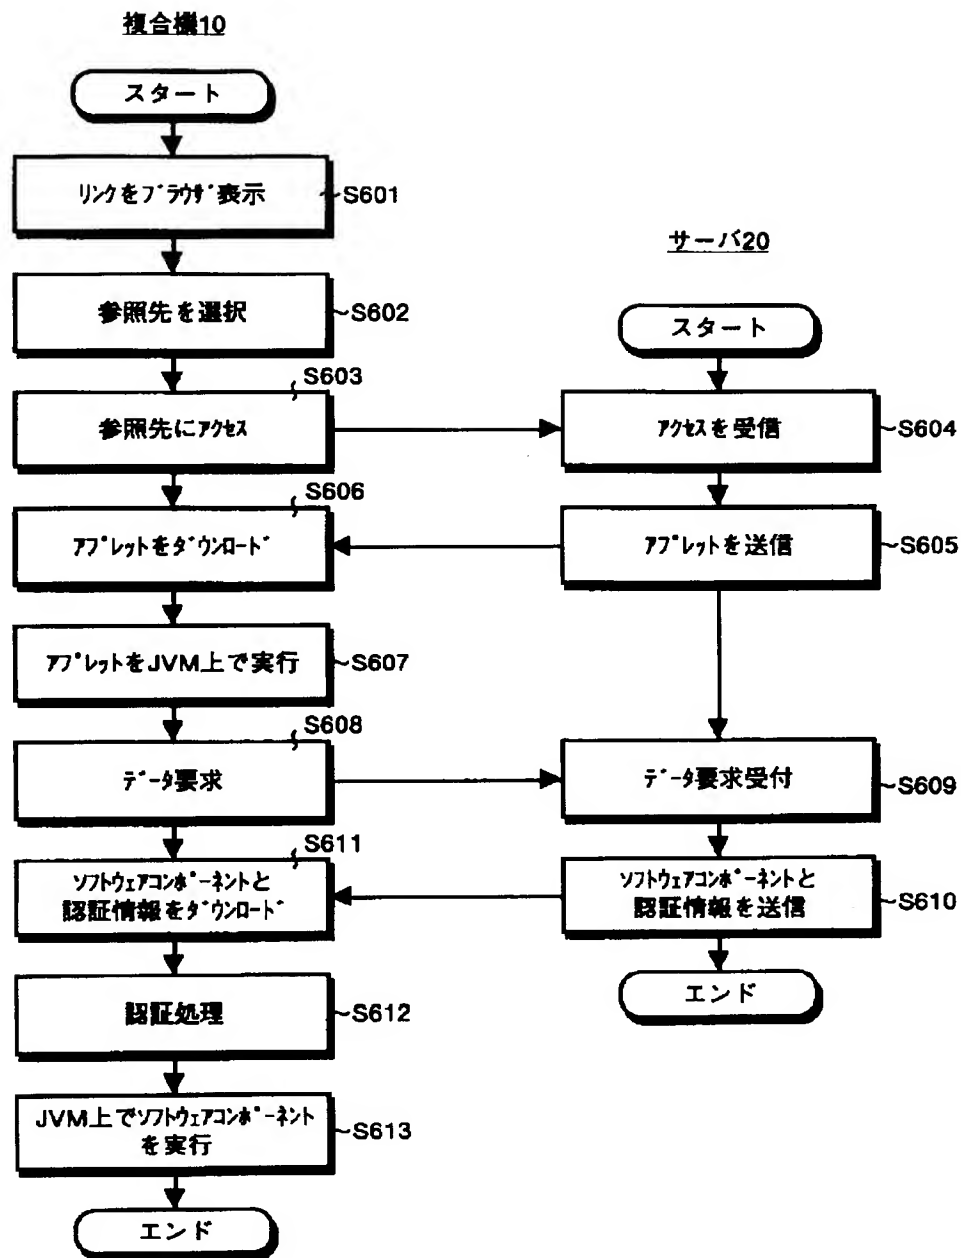 複合機10
スタート
リンクをブラウザ表示
S601
参照先を選択
S602
S603
参照先にアクセス
S606
アプレットをダウンロード
アプレットをJVM上で実行
S607
S608
データ要求
S611
ソフトウェアコンポーネントと
認証情報をダウンロード
認証処理
S612
JVM上でソフトウェアコンポーネント
を実行
S613
エンド
サーバ20
スタート
アクセスを受信
S604
アプレットを送信
S605
データ要求受付
S609
ソフトウェアコンポーネントと
認証情報を送信
S610
エンド